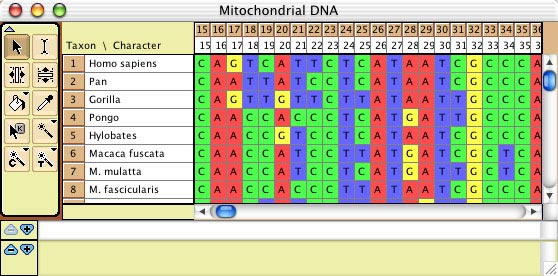 Mitochondrial DNA
15 16 17 18 19 20 21 22 23 24 25 26 27 28 29 30 31 32 33 34 35 36
Taxon \ Character 15 16 17 18 19 20 21 22 23 24 25 26 27 28 29 30 31 32 33 34 35 3
1 Homo sapiens C A G T C A T T C T C A T A A T C G C C C A
2 Pan C A A T T A T C C T C A T A A T C G C C C A
3 Gorilla C A G T T G T T C T T A T A A T T G C C C A
4 Pongo C A A C C A C C C T C A T G A T T G C C C A
5 Hylobates C A A C C G T C C T C A T A A T C G C C C A
6 Macaca fuscata C A A C C A T C C T T A T G A T C G C T C A
7 M. mulatta C A A C C A T C C T C A T G A T T G C T C A
8 M. fascicularis C A A C C A C C C T T A T A A T C G C C C A